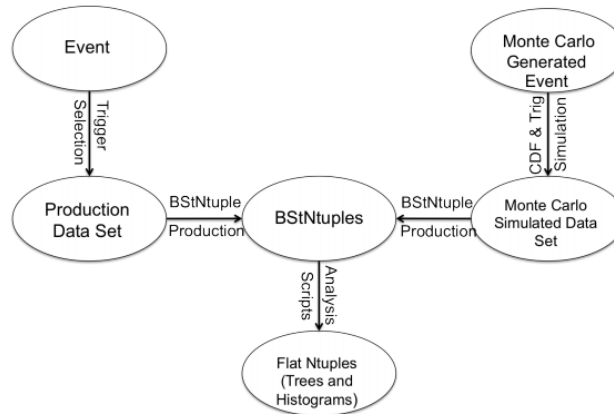 Event
Monte Carlo
Generated
Event
Trigger
Selection
CDF & Trig
Simulation
Production
Data Set
BStNtuple
Production
BStNtuples
BStNtuple
Production
Monte Carlo
Simulated Data
Set
Analysis
Scripts
Flat Ntuples
(Trees and
Histograms)